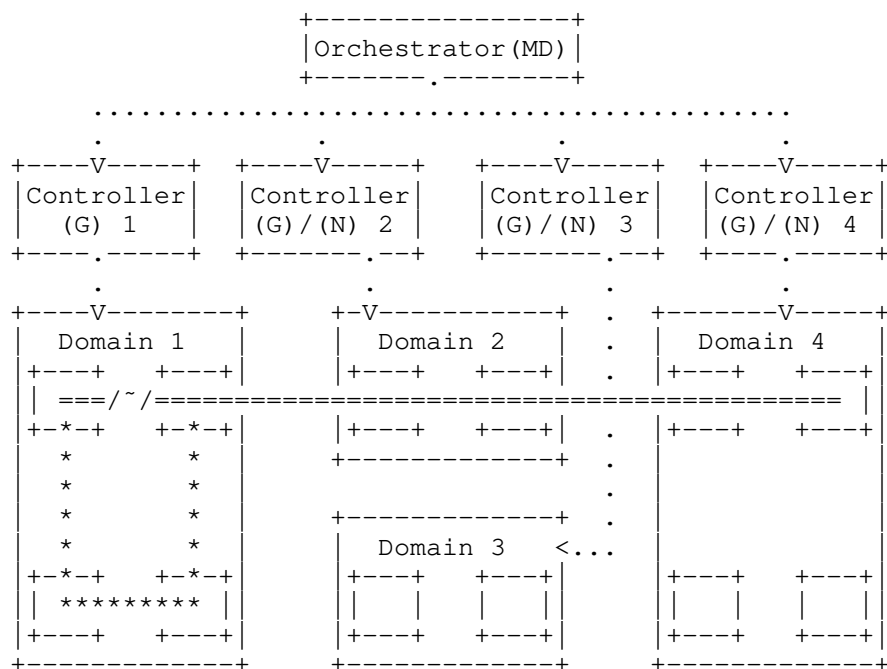 Orchestrator(MD)
Controller Controller Controller Controller
(G) 1 (G)/(N) 2 (G)/(N) 3 (G)/(N) 4
Domain 1 Domain 2 Domain 4
Domain 3